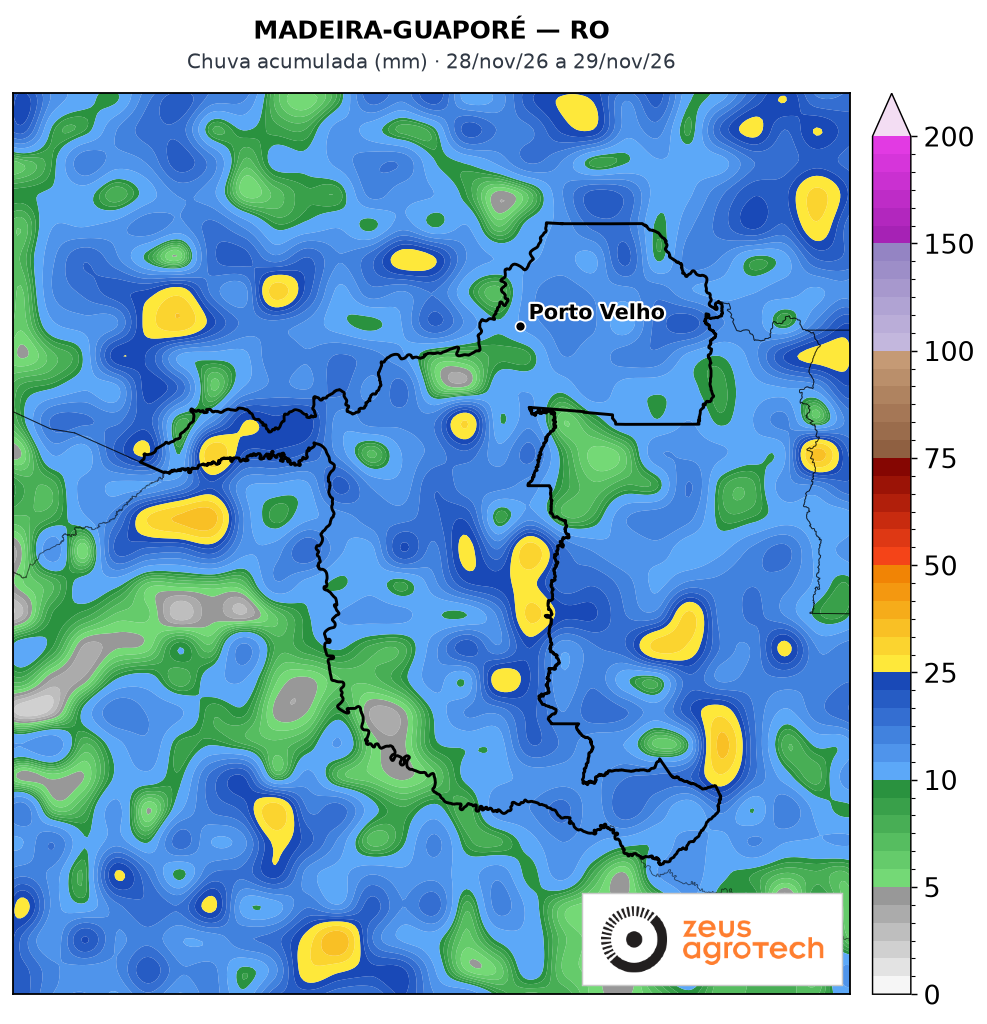 MADEIRA-GUAPORÉ — RO
Chuva acumulada (mm) · 28/nov/26 a 29/nov/26
Porto Velho
200
150
100
75
50
25
10
5
0
zeus
agrotech